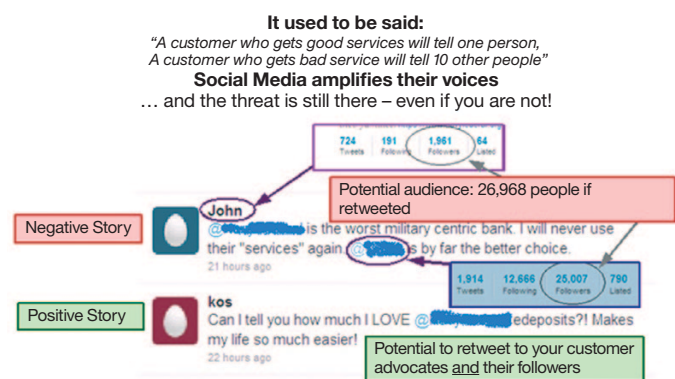 It used to be said:
“A customer who gets good services will tell one person,
A customer who gets bad service will tell 10 other people”
Social Media amplifies their voices
… and the threat is still there – even if you are not!
724 191 1,961 64
Tweets Following Followers Listed
Potential audience: 26,968 people if
retweeted
Negative Story
John
@ is the worst military centric bank. I will never use
their "services" again. @ is by far the better choice.
21 hours ago
1,914 12,666 25,007 790
Tweets Following Followers Listed
Positive Story
kos
Can I tell you how much I LOVE @ edeposits?! Makes
my life so much easier!
22 hours ago
Potential to retweet to your customer
advocates and their followers